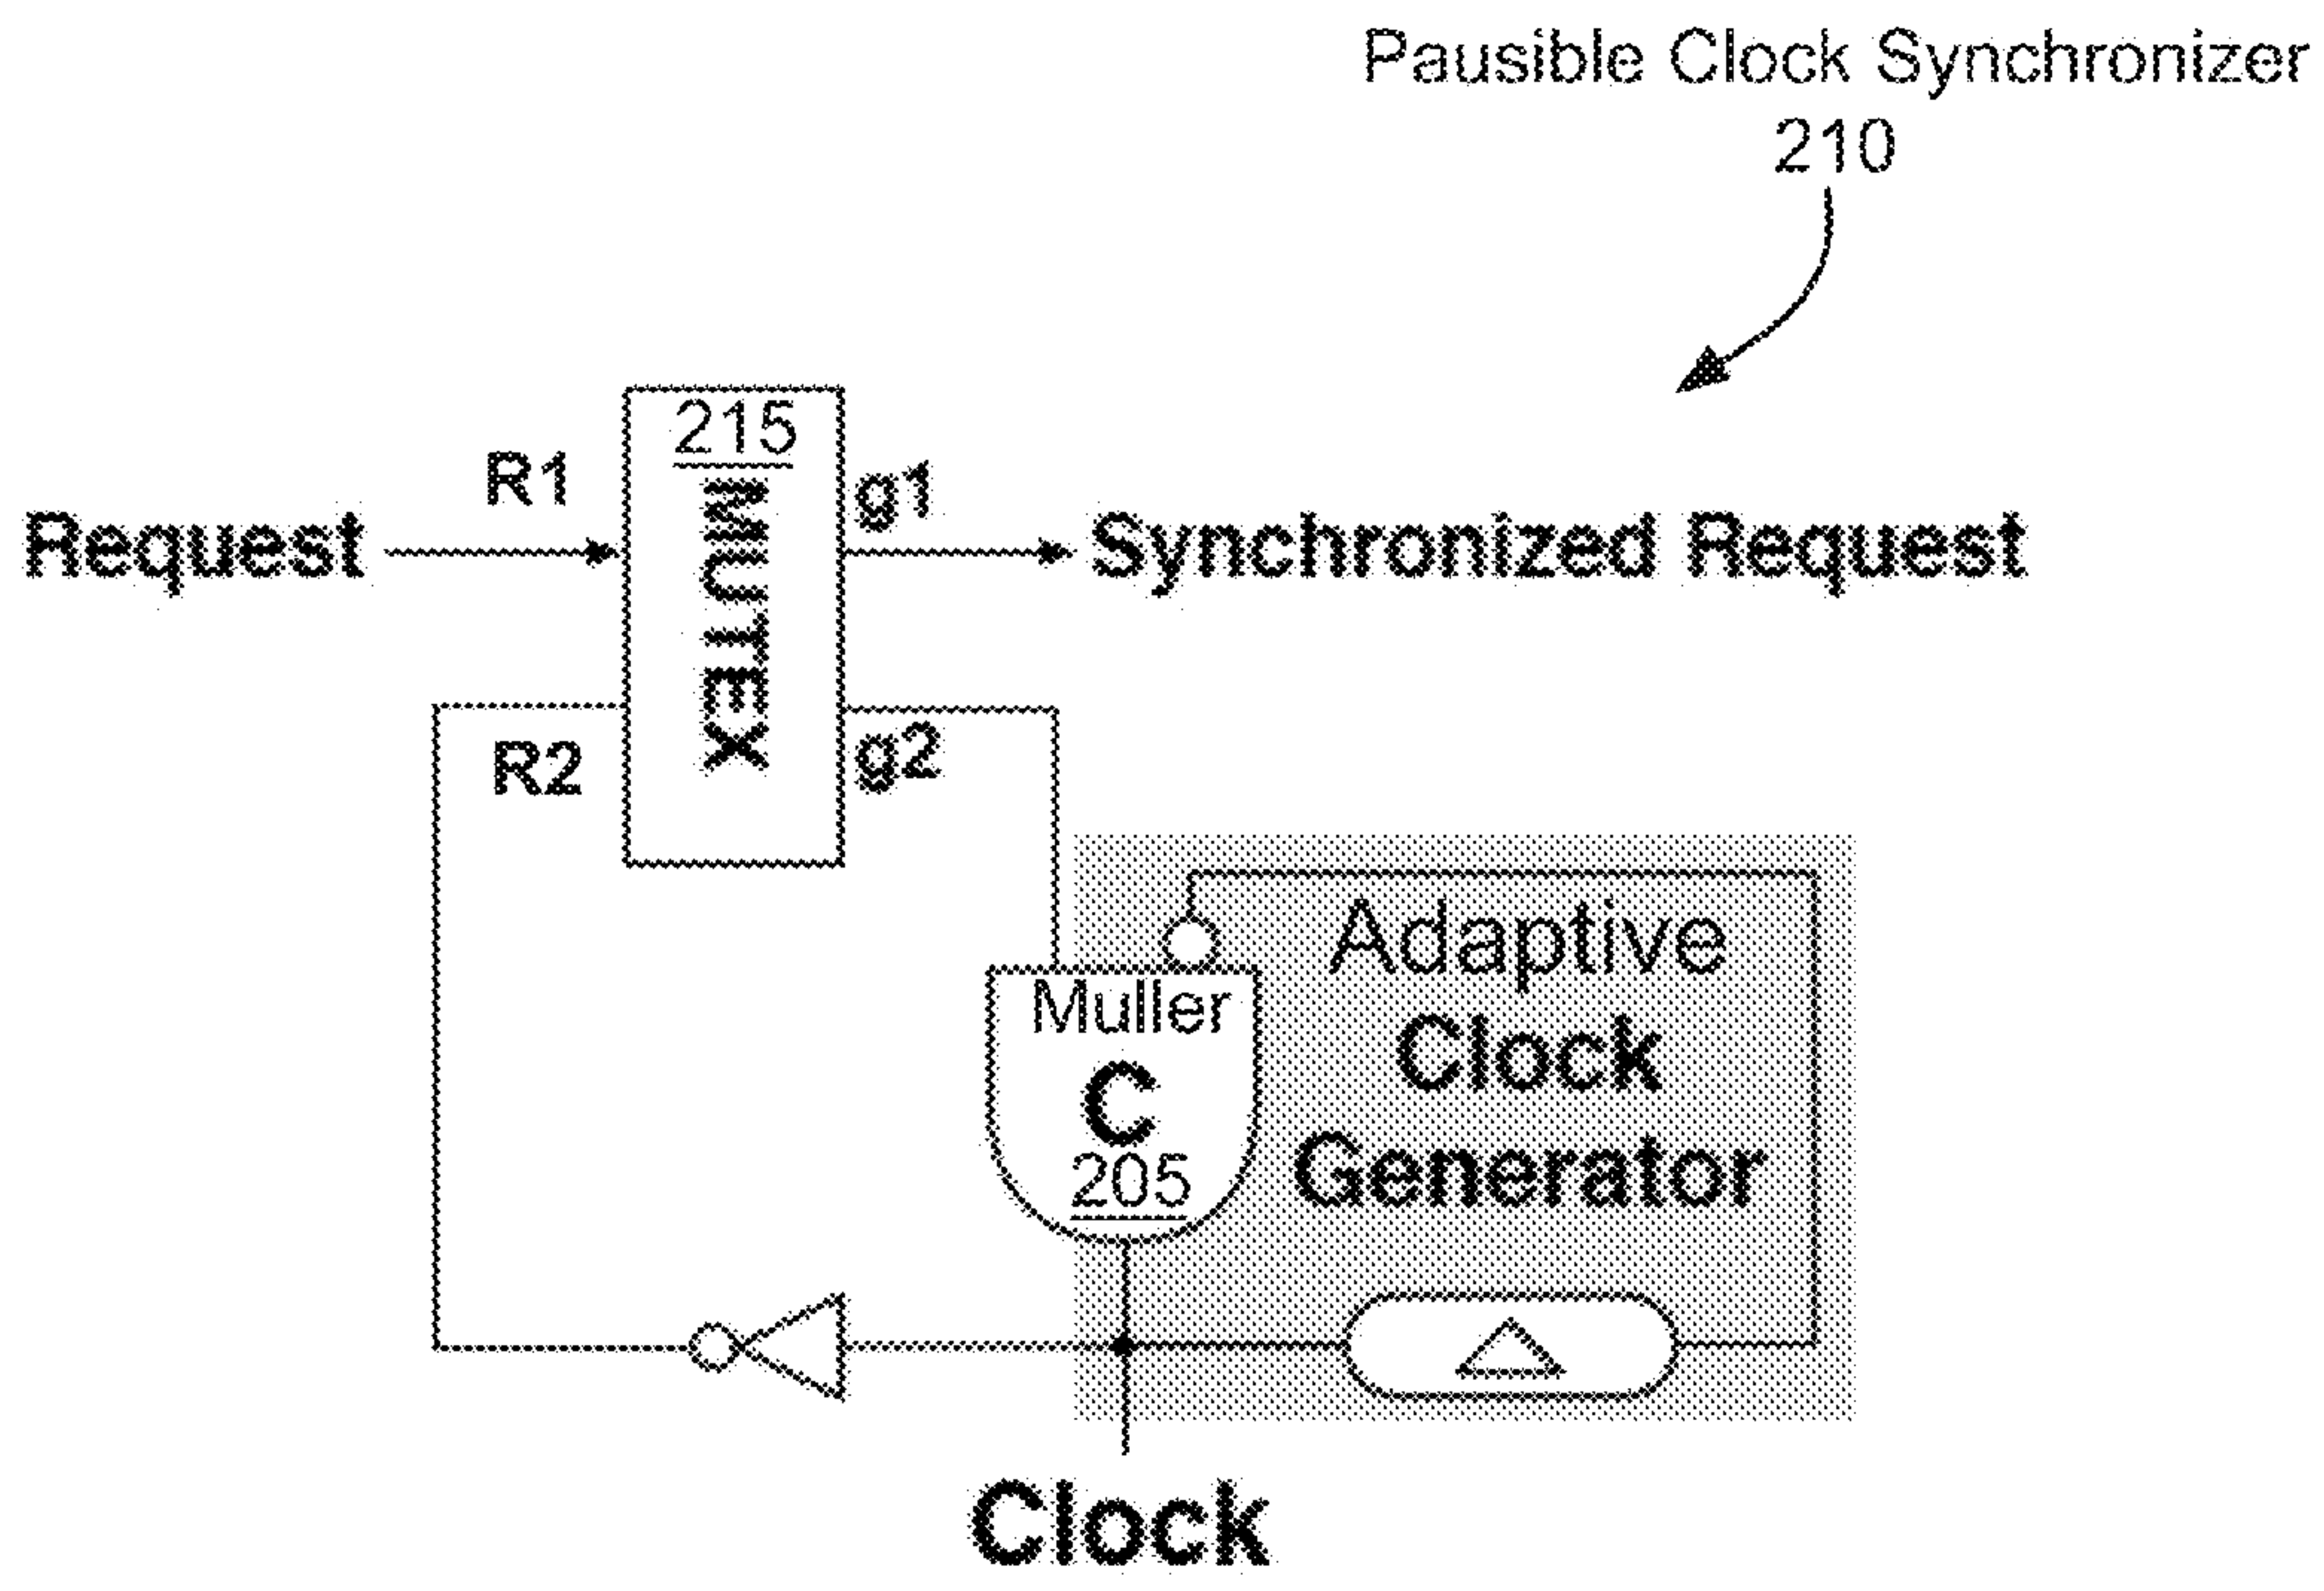 Pausible Clock Synchronizer
210
215
MUTEX
R1
g1
Request
Synchronized Request
R2
g2
Muller
C
205
Adaptive
Clock
Generator
Clock